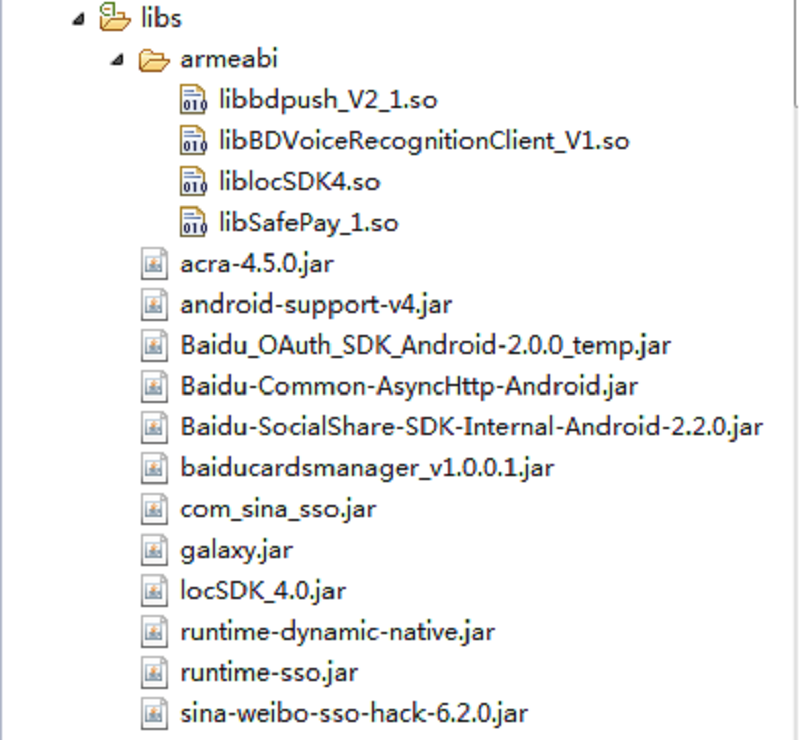 libs
armeabi
libbdpush_V2_1.so
libBDVoiceRecognitionClient_V1.so
liblocSDK4.so
libSafePay_1.so
acra-4.5.0.jar
android-support-v4.jar
Baidu_OAuth_SDK_Android-2.0.0_temp.jar
Baidu-Common-AsyncHttp-Android.jar
Baidu-SocialShare-SDK-Internal-Android-2.2.0.jar
baiducardsmanager_v1.0.0.1.jar
com_sina_sso.jar
galaxy.jar
locSDK_4.0.jar
runtime-dynamic-native.jar
runtime-sso.jar
sina-weibo-sso-hack-6.2.0.jar